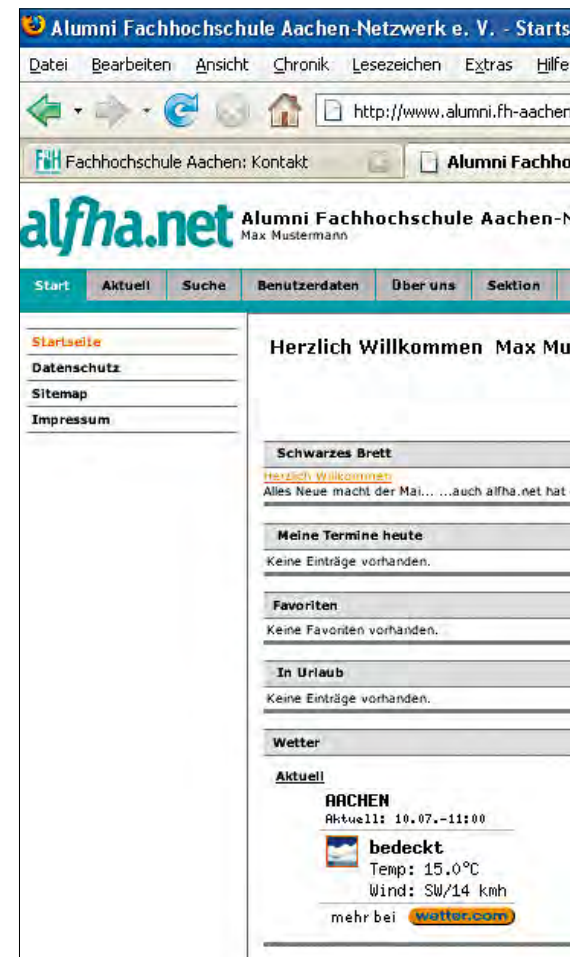 Alumni Fachhochschule Aachen-Netzwerk e. V. - Starts
Datei Bearbeiten Ansicht Chronik Lesezeichen Extras Hilfe
http://www.alumni.fh-aachen
Fachhochschule Aachen: Kontakt Alumni Fachho
alfha.net Alumni Fachhochschule Aachen-N
Max Mustermann
Start Aktuell Suche Benutzerdaten Über uns Sektion
Startseite
Datenschutz
Sitemap
Impressum
Herzlich Willkommen Max Mu
Schwarzes Brett
Herzlich Willkommen
Alles Neue macht der Mai... ...auch alfha.net hat
Meine Termine heute
Keine Einträge vorhanden.
Favoriten
Keine Favoriten vorhanden.
In Urlaub
Keine Einträge vorhanden.
Wetter
Aktuell
AACHEN
Aktuell: 10.07.-11:00
bedeckt
Temp: 15.0°C
Wind: SW/14 kmh
mehr bei wetter.com